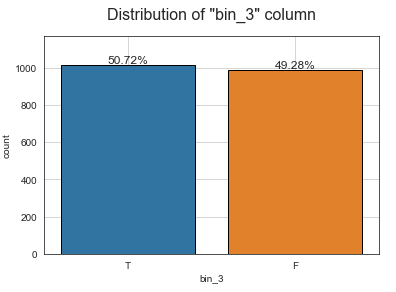 Distribution of "bin_3" column
50.72%
49.28%
1000
800
600
400
200
0
count
T F
bin_3